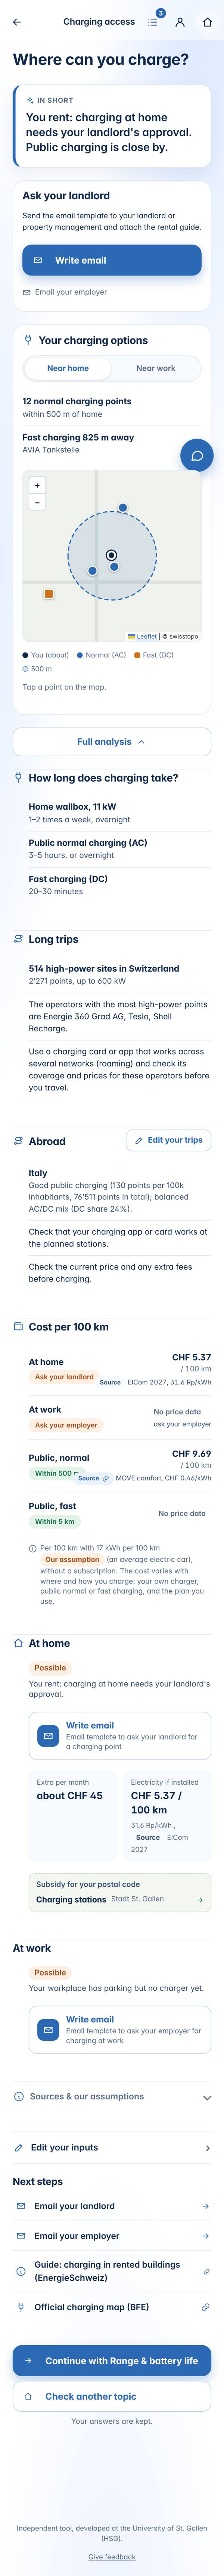 Charging access
3
Where can you charge?
IN SHORT
You rent: charging at home
needs your landlord's approval.
Public charging is close by.
Ask your landlord
Send the email template to your landlord or
property management and attach the rental guide.
Write email
Email your employer
Your charging options
Near home
Near work
12 normal charging points
within 500 m of home
Fast charging 825 m away
AVIA Tankstelle
+
−
Leaflet | © swisstopo
You (about)
Normal (AC)
Fast (DC)
500 m
Tap a point on the map.
Full analysis
How long does charging take?
Home wallbox, 11 kW
1–2 times a week, overnight
Public normal charging (AC)
3–5 hours, or overnight
Fast charging (DC)
20–30 minutes
Long trips
514 high-power sites in Switzerland
2'271 points, up to 600 kW
The operators with the most high-power points
are Energie 360 Grad AG, Tesla, Shell
Recharge.
Use a charging card or app that works across
several networks (roaming) and check its
coverage and prices for these operators before
you travel.
Abroad
Edit your trips
Italy
Good public charging (130 points per 100k
inhabitants, 76'511 points in total); balanced
AC/DC mix (DC share 24%).
Check that your charging app or card works at
the planned stations.
Check the current price and any extra fees
before charging.
Cost per 100 km
At home
CHF 5.37
/ 100 km
Ask your landlord
Source ElCom 2027, 31.6 Rp/kWh
At work
No price data
Ask your employer
ask your employer
Public, normal
CHF 9.69
/ 100 km
Within 500 m
Source MOVE comfort, CHF 0.46/kWh
Public, fast
No price data
Within 5 km
Per 100 km with 17 kWh per 100 km
Our assumption (an average electric car),
without a subscription. The cost varies with
where and how you charge: your own charger,
public normal or fast charging, and the plan you
use.
At home
Possible
You rent: charging at home needs your landlord's
approval.
Write email
Email template to ask your landlord for
a charging point
Extra per month
about CHF 45
Electricity if installed
CHF 5.37 /
100 km
31.6 Rp/kWh ,
Source ElCom
2027
Subsidy for your postal code
Charging stations Stadt St. Gallen
At work
Possible
Your workplace has parking but no charger yet.
Write email
Email template to ask your employer for
charging at work
Sources & our assumptions
Edit your inputs
Next steps
Email your landlord
Email your employer
Guide: charging in rented buildings
(EnergieSchweiz)
Official charging map (BFE)
Continue with Range & battery life
Check another topic
Your answers are kept.
Independent tool, developed at the University of St. Gallen
(HSG).
Give feedback